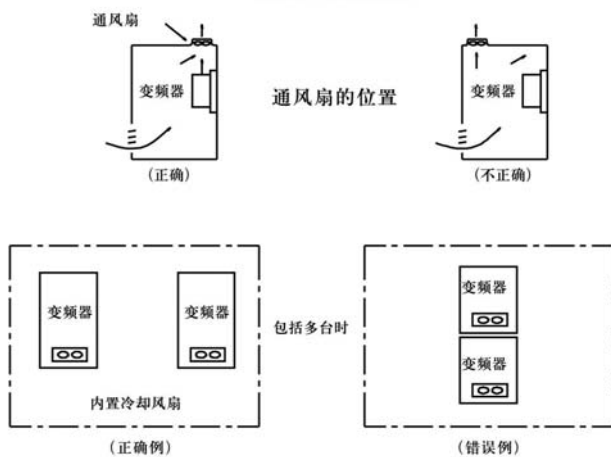 通风扇
变频器
通风扇的位置
变频器
(正确)
(不正确)
变频器
变频器
包括多台时
变频器
变频器
内置冷却风扇
(正确例)
(错误例)